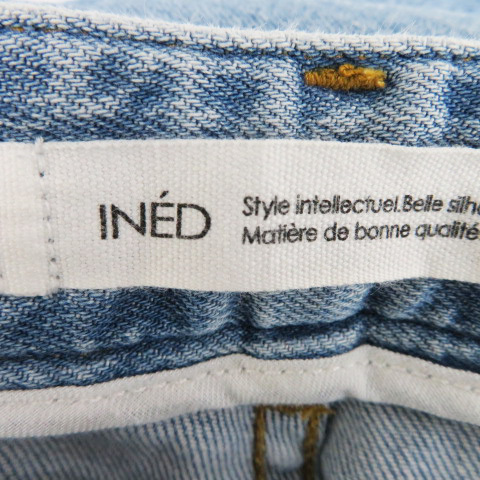 INÉD
Style intellectuel.Belle
Matière de bonne qualité